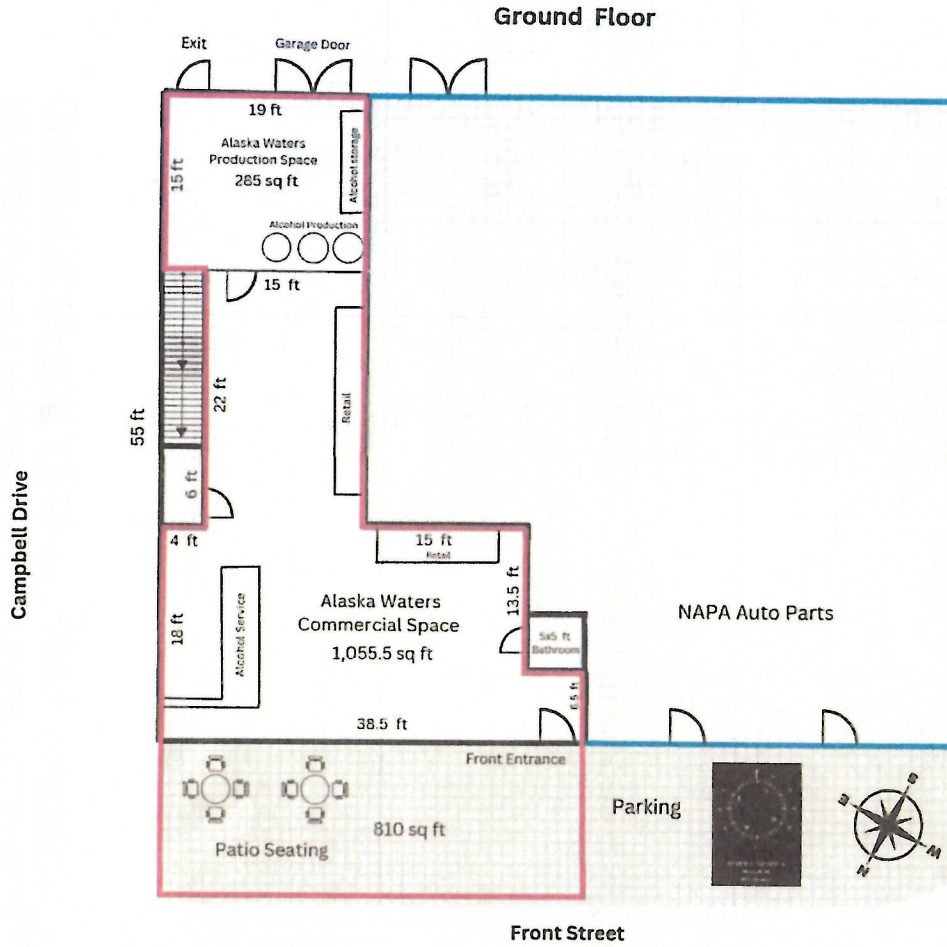 Ground Floor
Exit
Garage Door
19 ft
Alaska Waters
Production Space
285 sq ft
15 ft
Alcohol storage
Alcohol Production
15 ft
22 ft
Retail
55 ft
6 ft
4 ft
15 ft
Retail
13.5 ft
18 ft
Alcohol Service
Alaska Waters
Commercial Space
1,055.5 sq ft
5x5 ft
Bathroom
6.5 ft
38.5 ft
Campbell Drive
NAPA Auto Parts
Front Entrance
810 sq ft
Patio Seating
Parking
S
E
W
N
Front Street